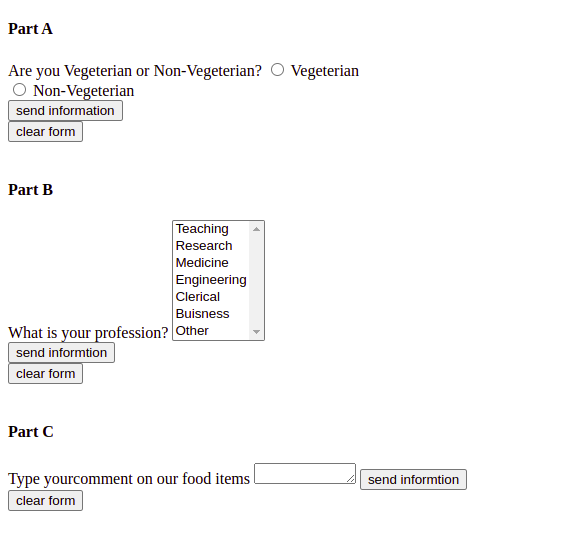 Part A
Are you Vegeterian or Non-Vegeterian? Vegeterian
Non-Vegeterian
send information
clear form
Part B
Teaching
Research
Medicine
Engineering
Clerical
Buisness
Other
What is your profession?
send informtion
clear form
Part C
Type yourcomment on our food items send informtion
clear form